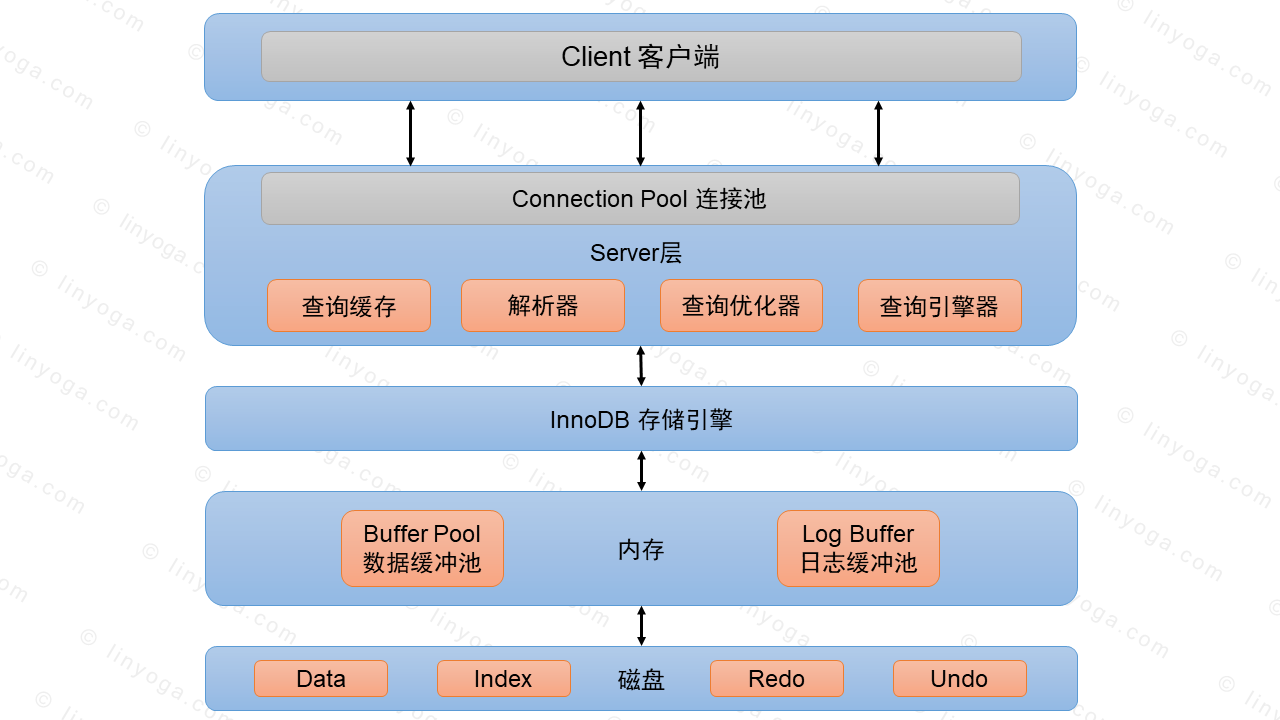 Client 客户端
Connection Pool 连接池
Server层
查询缓存
解析器
查询优化器
查询引擎器
InnoDB 存储引擎
Buffer Pool
数据缓冲池
内存
Log Buffer
日志缓冲池
Data
Index
磁盘
Redo
Undo
© linyoga.com